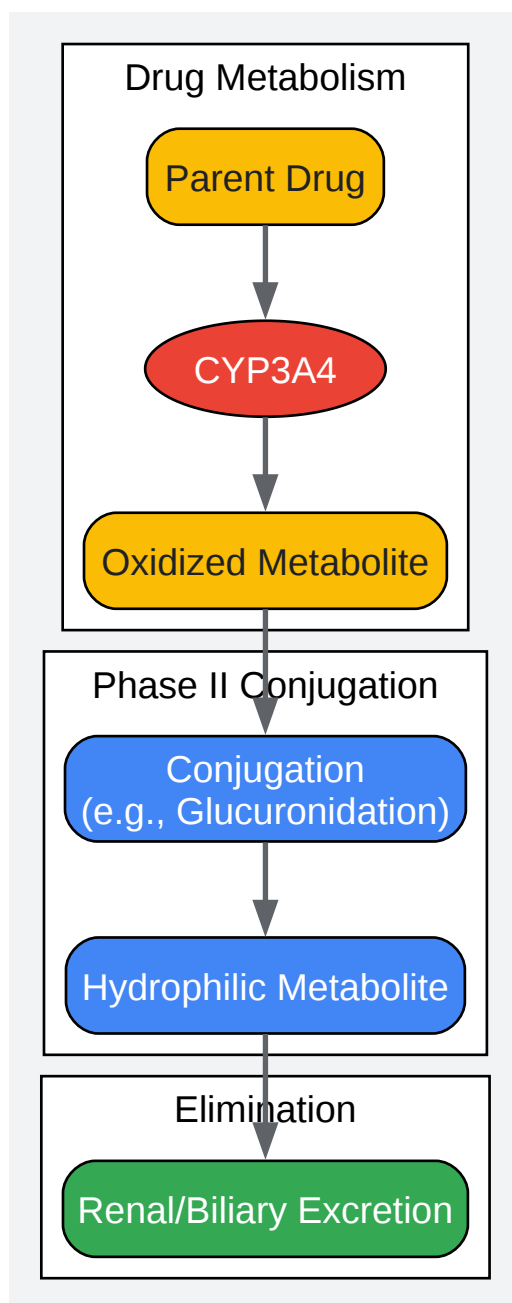 Drug Metabolism
Parent Drug
CYP3A4
Oxidized Metabolite
Phase II Conjugation
Conjugation
(e.g., Glucuronidation)
Hydrophilic Metabolite
Elimination
Renal/Biliary Excretion